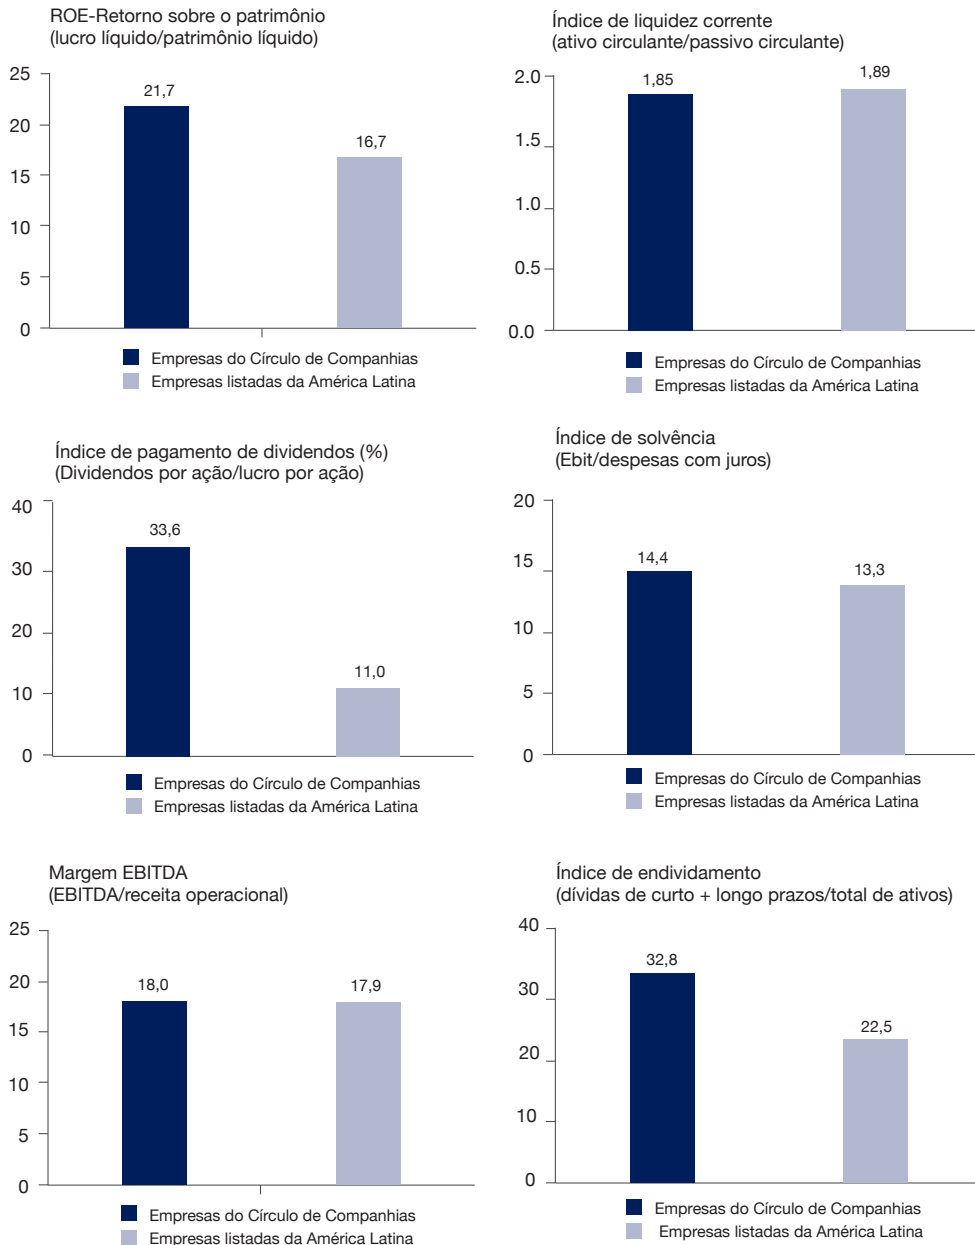 ROE-Retorno sobre o patrimônio
(lucro líquido/patrimônio líquido)
25
20
15
10
5
0
21,7
16,7
Empresas do Círculo de Companhias
Empresas listadas da América Latina
Índice de liquidez corrente
(ativo circulante/passivo circulante)
2.0
1.5
1.0
0.5
0.0
1,85
1,89
Empresas do Círculo de Companhias
Empresas listadas da América Latina
Índice de pagamento de dividendos (%)
(Dividendos por ação/lucro por ação)
40
30
20
10
0
33,6
11,0
Empresas do Círculo de Companhias
Empresas listadas da América Latina
Índice de solvência
(Ebit/despesas com juros)
20
15
10
5
0
14,4
13,3
Empresas do Círculo de Companhias
Empresas listadas da América Latina
Margem EBITDA
(EBITDA/receita operacional)
25
20
15
10
5
0
18,0
17,9
Empresas do Círculo de Companhias
Empresas listadas da América Latina
Índice de endividamento
(dívidas de curto + longo prazos/total de ativos)
40
30
20
10
0
32,8
22,5
Empresas do Círculo de Companhias
Empresas listadas da América Latina